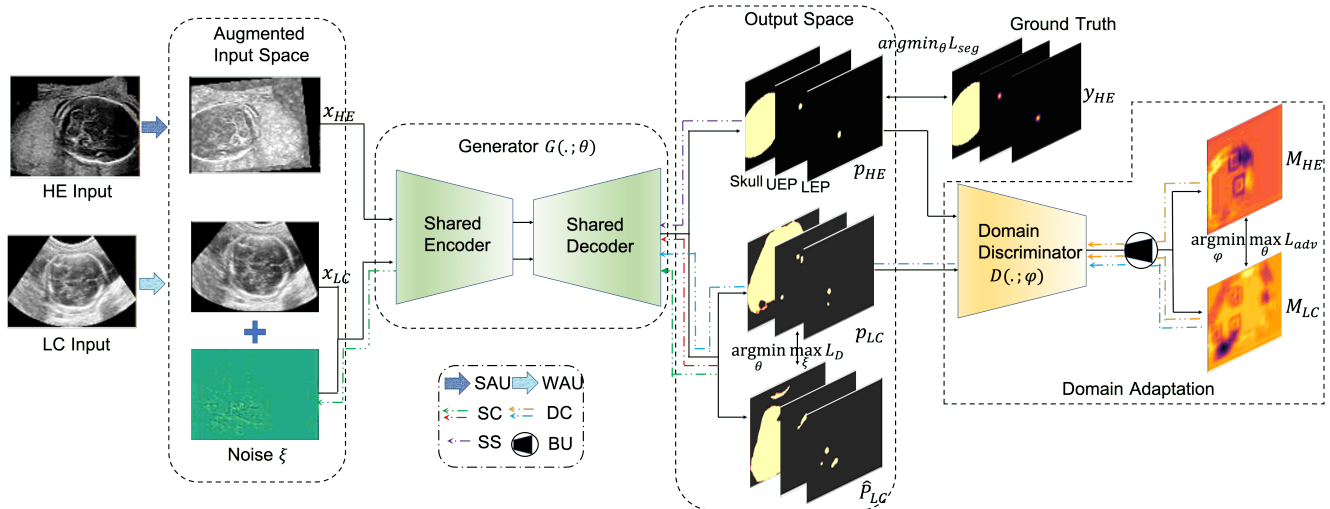 Augmented
Input Space
HE Input
LC Input
x_HE
x_LC
Noise ξ
Generator G(.;θ)
Shared
Encoder
Shared
Decoder
SAU
WAU
SC
DC
SS
BU
Output Space
Skull UEP LEP
p_HE
p_LC
argmin max L_D
θ ξ
P̂_LC
Ground Truth
argmin_θ L_seg
y_HE
Domain
Discriminator
D(.;φ)
M_HE
argmin max L_adv
φ θ
M_LC
Domain Adaptation